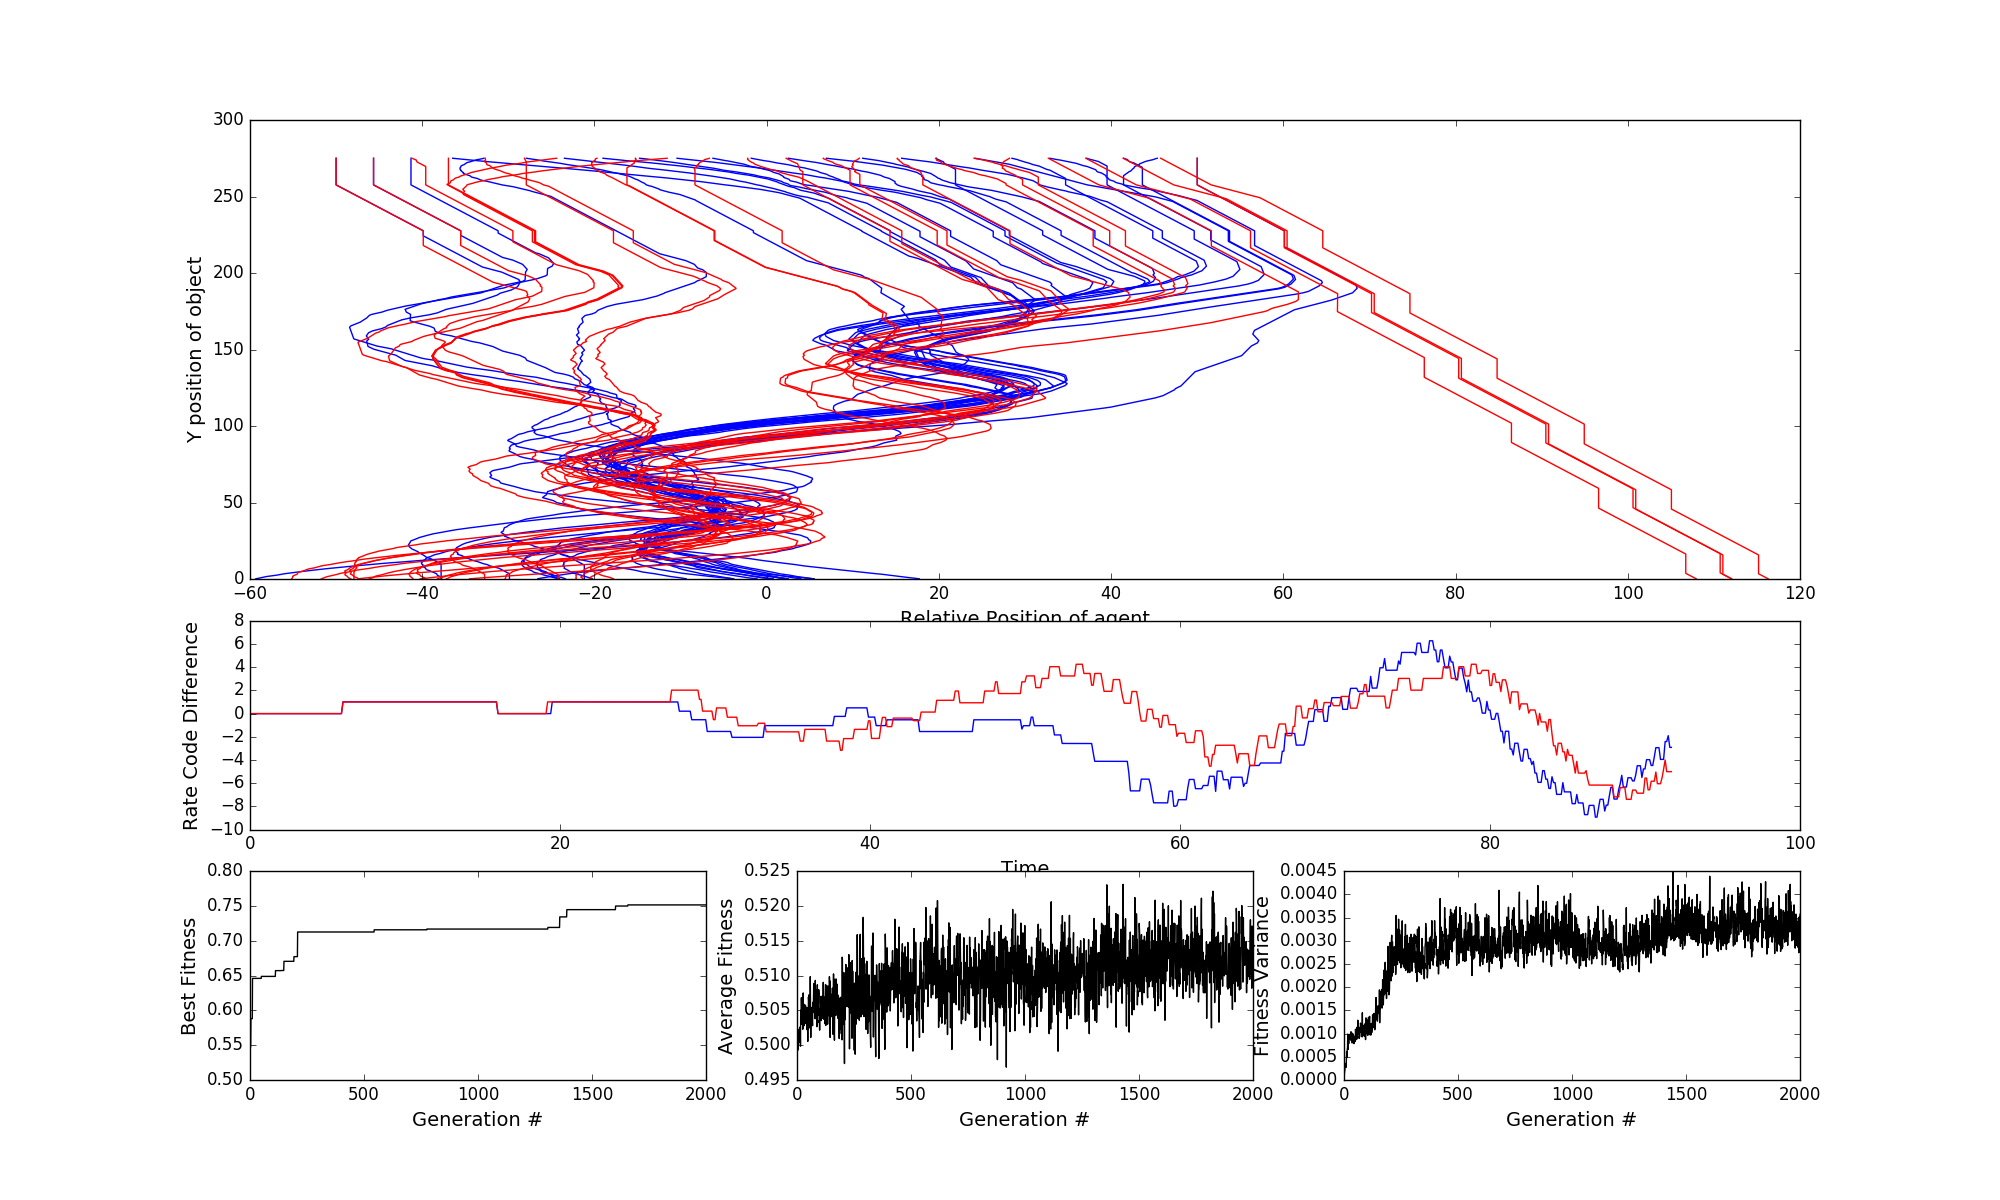 300
250
200
150
100
50
0
Y position of object
−60 −40 −20 0 20 40 60 80 100 120
Relative Position of agent
8
6
4
2
0
−2
−4
−6
−8
−10
Rate Code Difference
0 20 40 60 80 100
Time
0.80
0.75
0.70
0.65
0.60
0.55
0.50
Best Fitness
0 500 1000 1500 2000
Generation #
0.525
0.520
0.515
0.510
0.505
0.500
0.495
Average Fitness
0 500 1000 1500 2000
Generation #
0.0045
0.0040
0.0035
0.0030
0.0025
0.0020
0.0015
0.0010
0.0005
0.0000
Fitness Variance
0 500 1000 1500 2000
Generation #